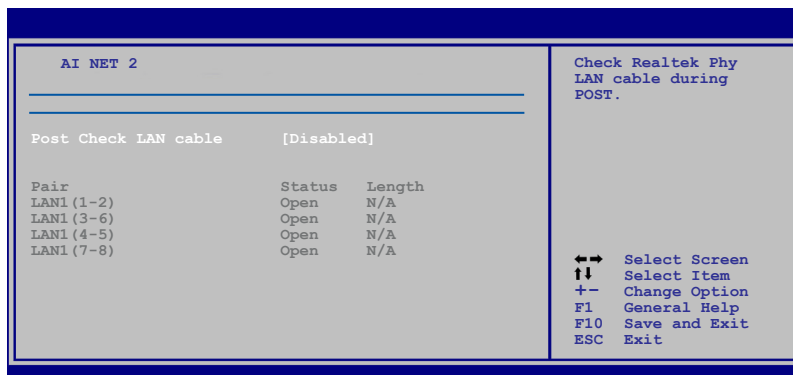 AI NET 2
Post Check LAN cable [Disabled]
Pair Status Length
LAN1(1-2) Open N/A
LAN1(3-6) Open N/A
LAN1(4-5) Open N/A
LAN1(7-8) Open N/A
Check Realtek Phy
LAN cable during
POST.
←→ Select Screen
↑↓ Select Item
+- Change Option
F1 General Help
F10 Save and Exit
ESC Exit